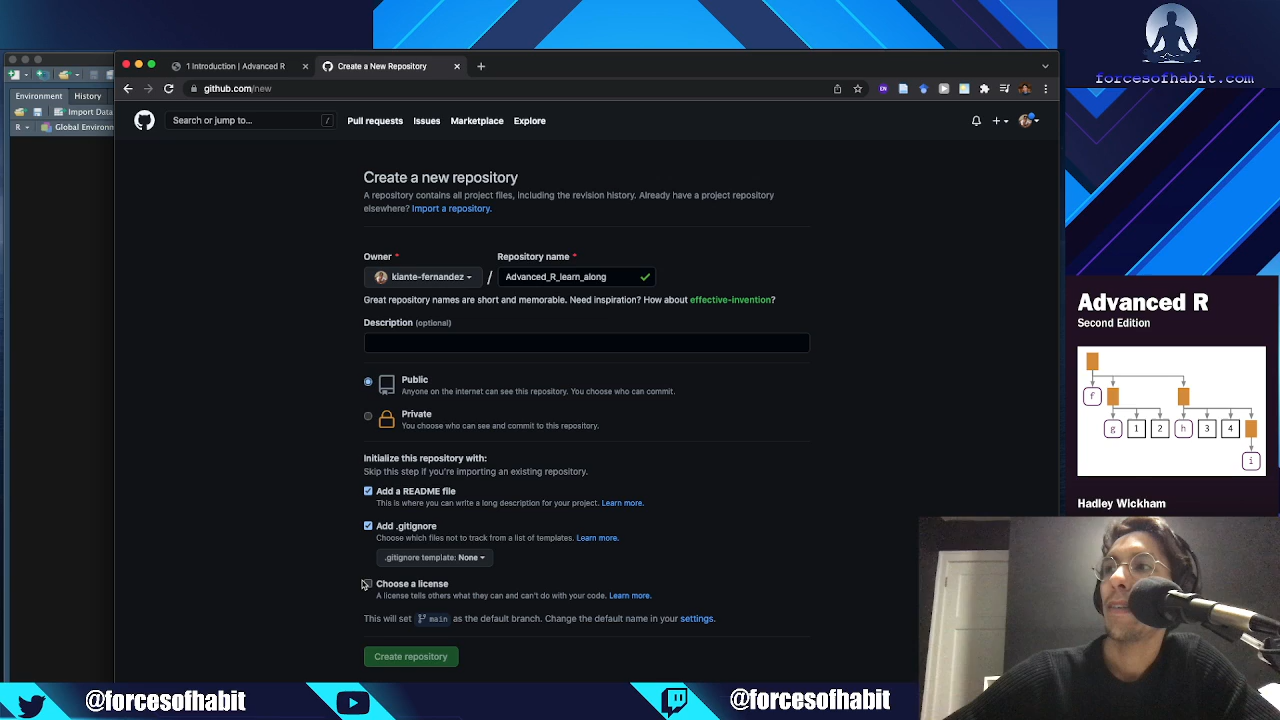 forcesofhabit.com
1 Introduction | Advanced R
Create a New Repository
github.com/new
Environment
History
Import Data
R
Global Environm
Search or jump to...
/
Pull requests
Issues
Marketplace
Explore
Create a new repository
A repository contains all project files, including the revision history. Already have a project repository
elsewhere? Import a repository.
Owner *
Repository name *
kiante-fernandez
/
Advanced_R_learn_along
Great repository names are short and memorable. Need inspiration? How about effective-invention?
Description (optional)
Public
Anyone on the internet can see this repository. You choose who can commit.
Private
You choose who can see and commit to this repository.
Initialize this repository with:
Skip this step if you're importing an existing repository.
Add a README file
This is where you can write a long description for your project. Learn more.
Add .gitignore
Choose which files not to track from a list of templates. Learn more.
.gitignore template: None
Choose a license
A license tells others what they can and can't do with your code. Learn more.
This will set main as the default branch. Change the default name in your settings.
Create repository
Advanced R
Second Edition
f
g 1 2 h 3 4
i
Hadley Wickham
@forcesofhabit
@forcesofhabit